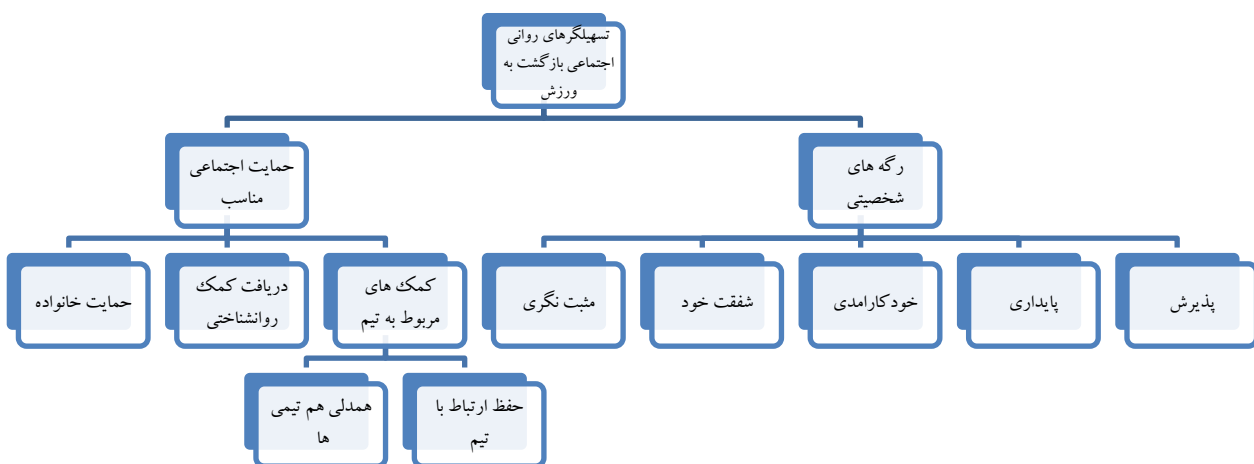 تسهیلگرهای روانی
اجتماعی بازگشت به
ورزش
رگه های
شخصیتی
حمایت اجتماعی
مناسب
پذیرش
پایداری
خودکارامدی
شفقت خود
مثبت نگری
کمک های
مربوط به تیم
دریافت کمک
روانشناختی
حمایت خانواده
حفظ ارتباط با
تیم
همدلی هم تیمی
ها